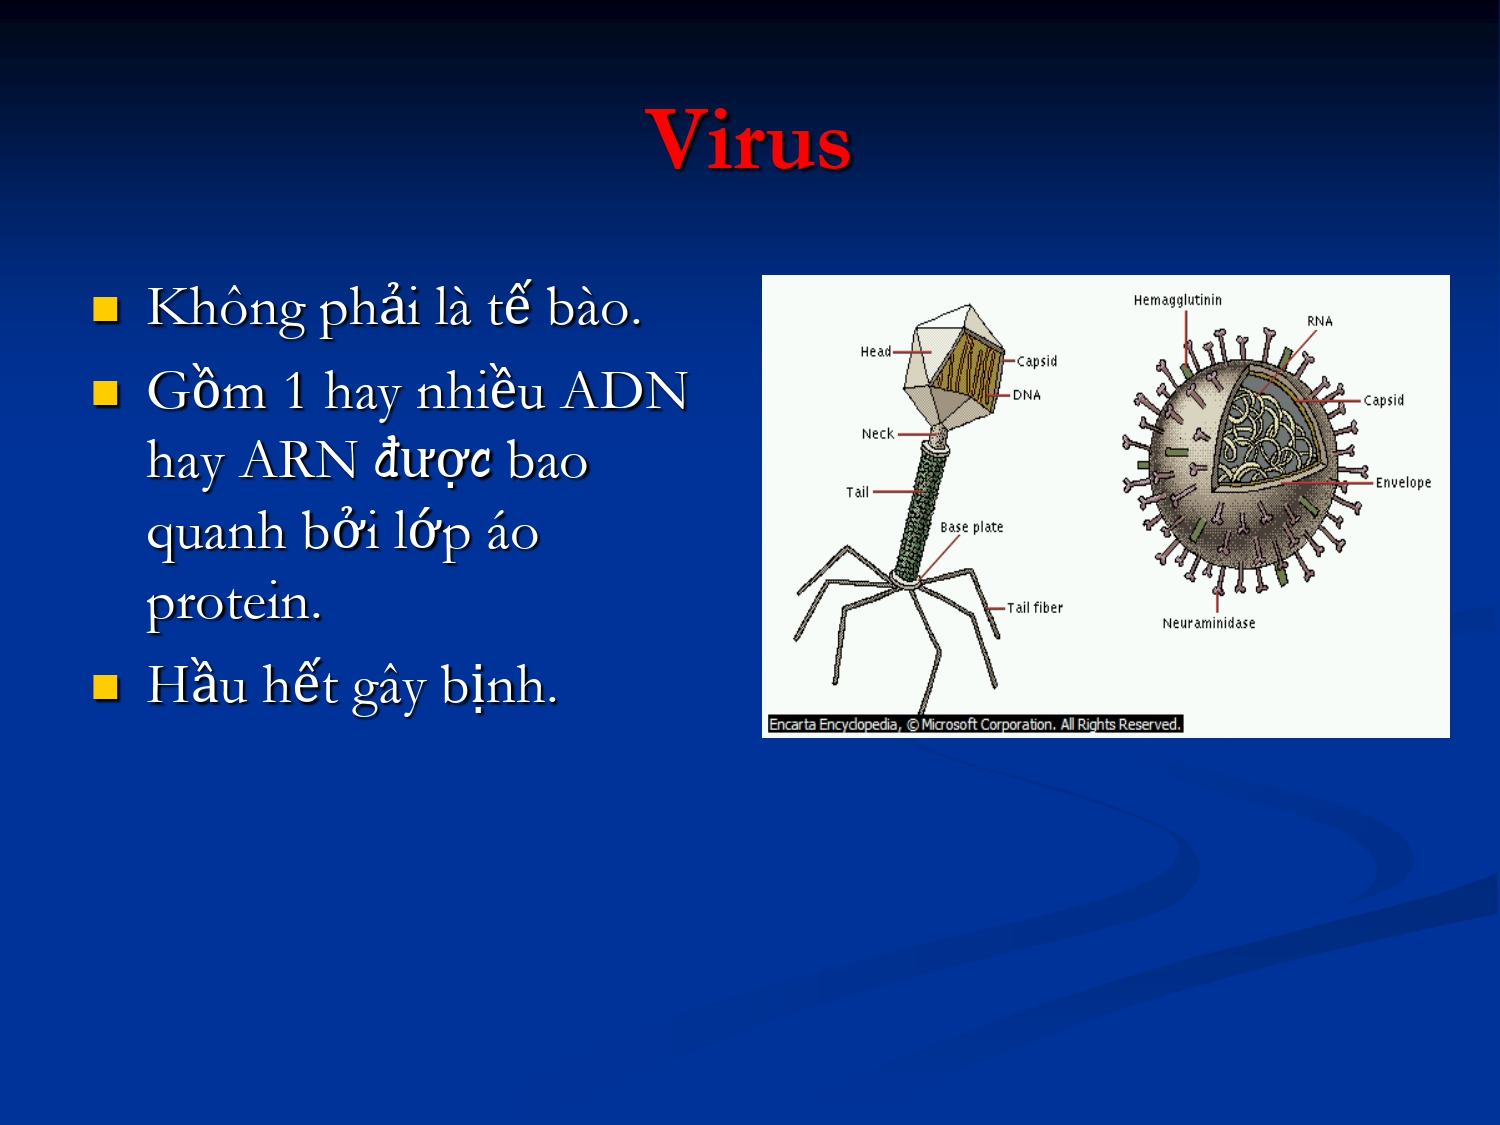 Virus
Không phải là tế bào.
Gồm 1 hay nhiều ADN
hay ARN được bao
quanh bởi lớp áo
protein.
Hầu hết gây bịnh.
Head
Capsid
DNA
Neck
Tail
Base plate
Tail fiber
Hemagglutinin
RNA
Capsid
Envelope
Neuraminidase
Encarta Encyclopedia, © Microsoft Corporation. All Rights Reserved.